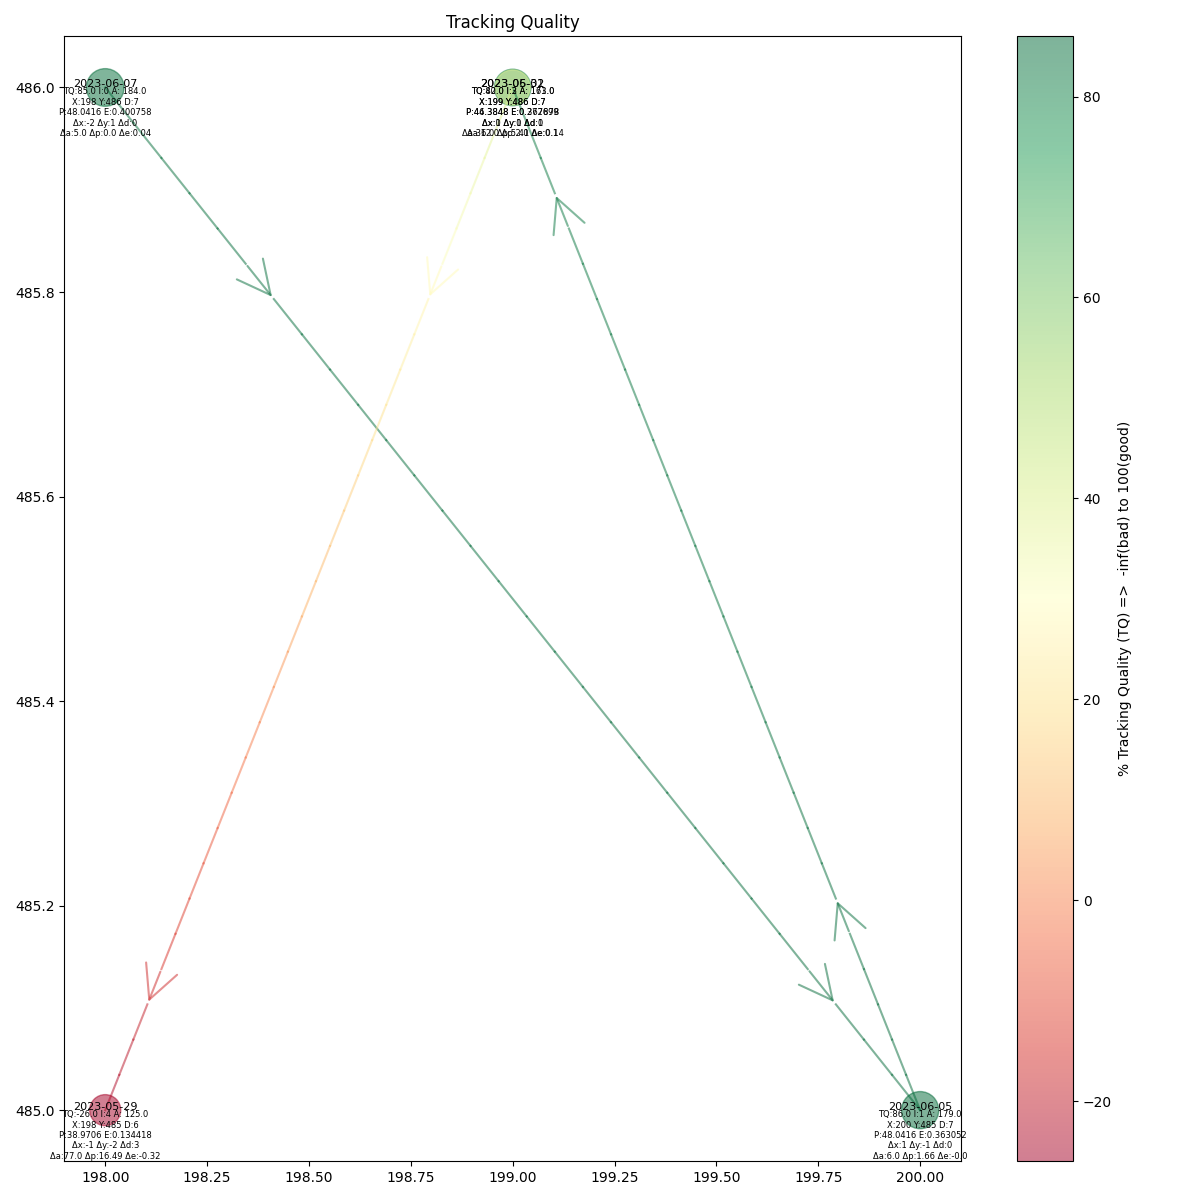 Tracking Quality
486.0
485.8
485.6
485.4
485.2
485.0
198.00
198.25
198.50
198.75
199.00
199.25
199.50
199.75
200.00
2023-06-07
TQ:85.0 I:0 A: 184.0
X:198 Y:486 D:7
P:48.0416 E:0.400758
Δx:-2 Δy:1 Δd:0
Δa:5.0 Δp:0.0 Δe:0.04
X:199 Y:486 D:7
2023-05-29
TQ:-26.0 I:4 A: 125.0
X:198 Y:485 D:6
P:38.9706 E:0.134418
Δx:-1 Δy:-2 Δd:3
Δa:77.0 Δp:16.49 Δe:-0.32
2023-06-05
TQ:86.0 I:1 A: 179.0
X:200 Y:485 D:7
P:48.0416 E:0.363052
Δx:1 Δy:-1 Δd:0
Δa:6.0 Δp:1.66 Δe:-0.0
80
60
40
20
0
−20
% Tracking Quality (TQ) => -inf(bad) to 100(good)